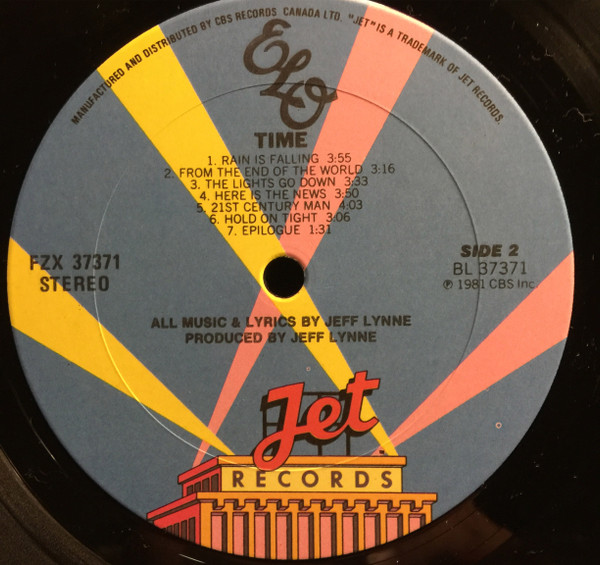 MANUFACTURED AND DISTRIBUTED BY CBS RECORDS CANADA LTD. "JET" IS A TRADEMARK OF JET RECORDS.
ELO
TIME
1. RAIN IS FALLING 3:55
2. FROM THE END OF THE WORLD 3:16
3. THE LIGHTS GO DOWN 3:33
4. HERE IS THE NEWS 3:50
5. 21ST CENTURY MAN 4:03
6. HOLD ON TIGHT 3:06
7. EPILOGUE 1:31
FZX 37371
STEREO
SIDE 2
BL 37371
℗ 1981 CBS Inc.
ALL MUSIC & LYRICS BY JEFF LYNNE
PRODUCED BY JEFF LYNNE
Jet
RECORDS